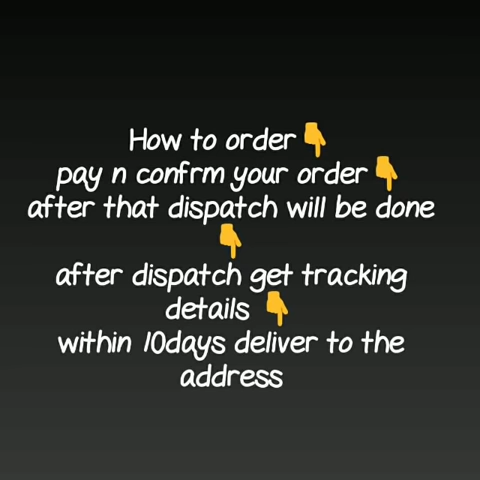 How to order👇
pay n confrm your order👇
after that dispatch will be done
👇
after dispatch get tracking
details 👇
within 10days deliver to the
address